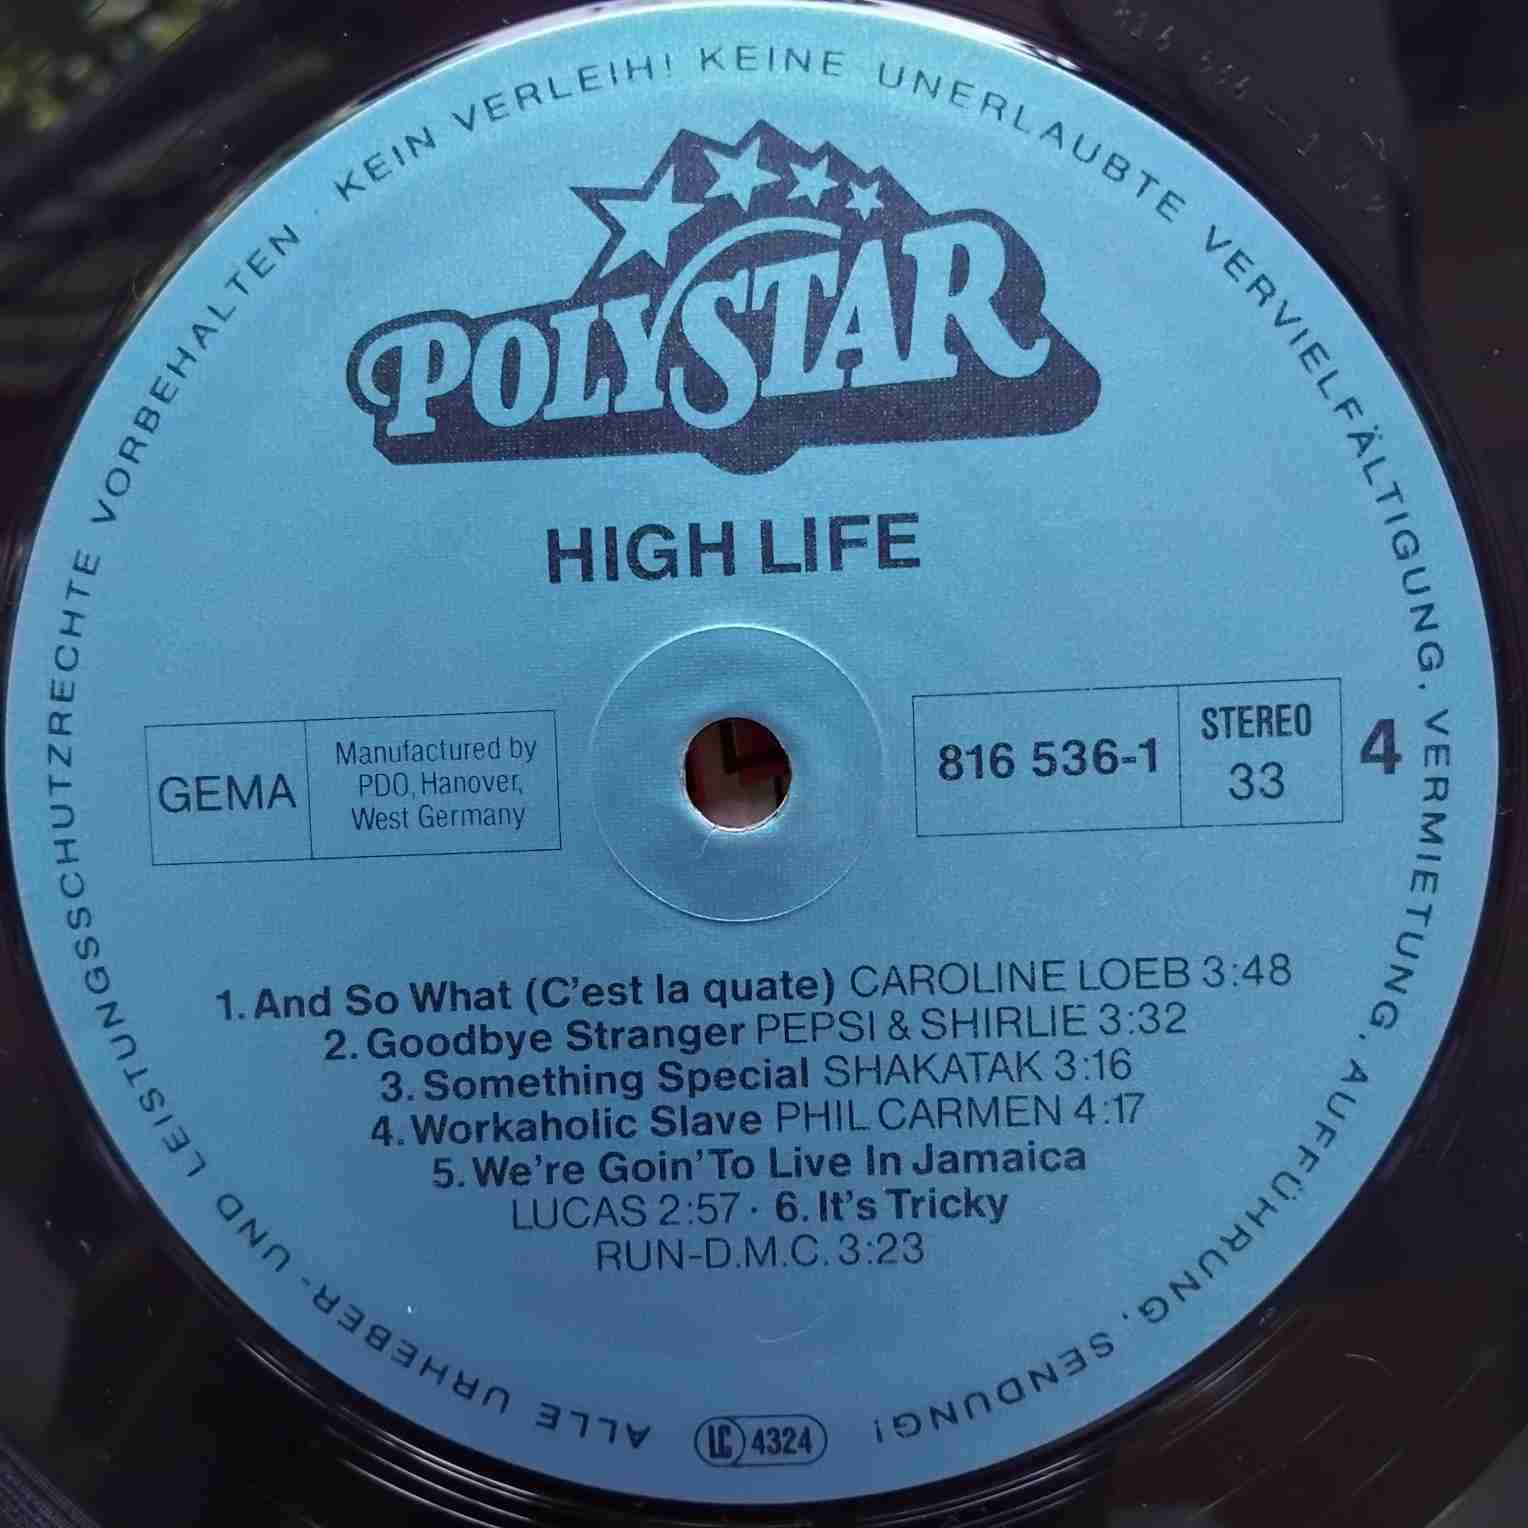 ALLE URHEBER- UND LEISTUNGSSCHUTZRECHTE VORBEHALTEN · KEIN VERLEIH! KEINE UNERLAUBTE VERVIELFÄLTIGUNG, VERMIETUNG, AUFFÜHRUNG, SENDUNG!
POLYSTAR
HIGH LIFE
GEMA
Manufactured by
PDO, Hanover,
West Germany
816 536-1
STEREO
33
4
1. And So What (C'est la quate) CAROLINE LOEB 3:48
2. Goodbye Stranger PEPSI & SHIRLIE 3:32
3. Something Special SHAKATAK 3:16
4. Workaholic Slave PHIL CARMEN 4:17
5. We're Goin' To Live In Jamaica
LUCAS 2:57 · 6. It's Tricky
RUN-D.M.C. 3:23
LC 4324